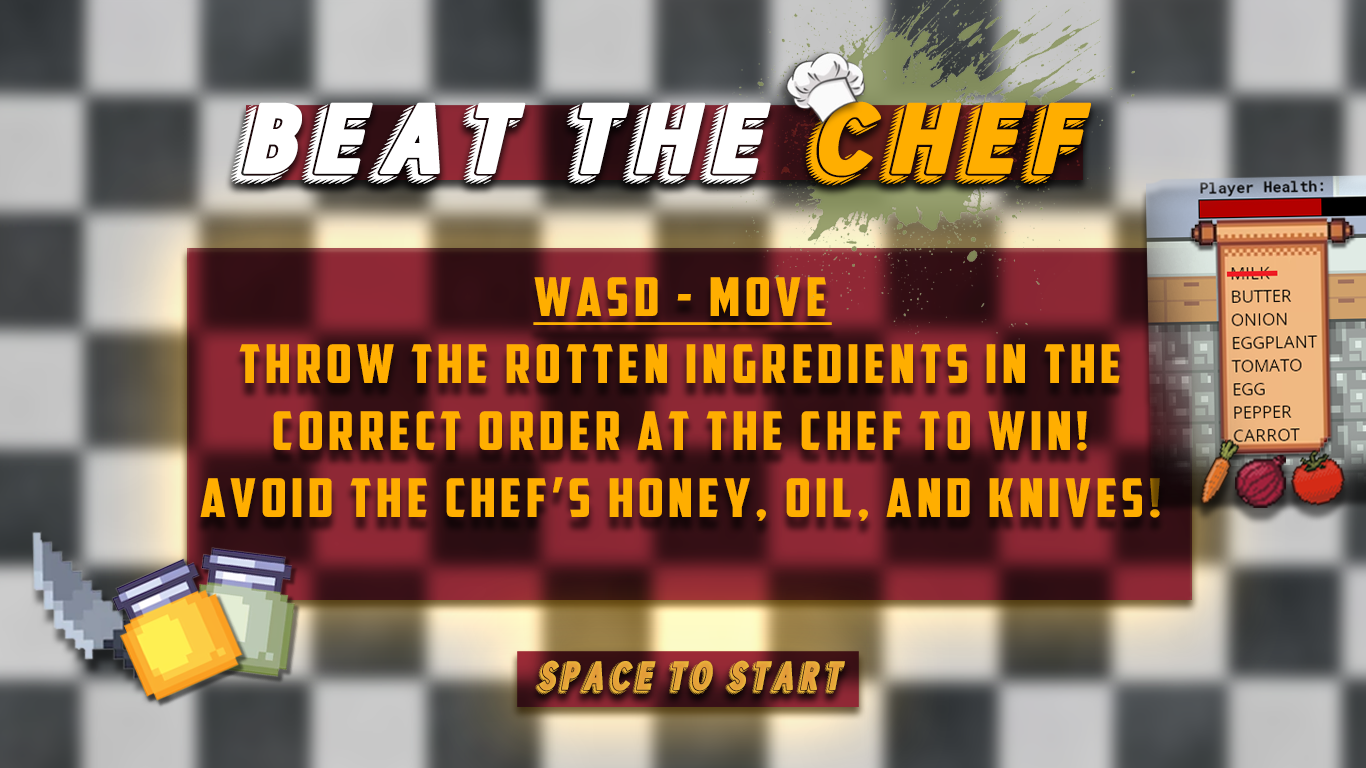 BEAT THE CHEF
Player Health:
WASD - MOVE
THROW THE ROTTEN INGREDIENTS IN THE
CORRECT ORDER AT THE CHEF TO WIN!
AVOID THE CHEF'S HONEY, OIL, AND KNIVES!
MILK
BUTTER
ONION
EGGPLANT
TOMATO
EGG
PEPPER
CARROT
SPACE TO START